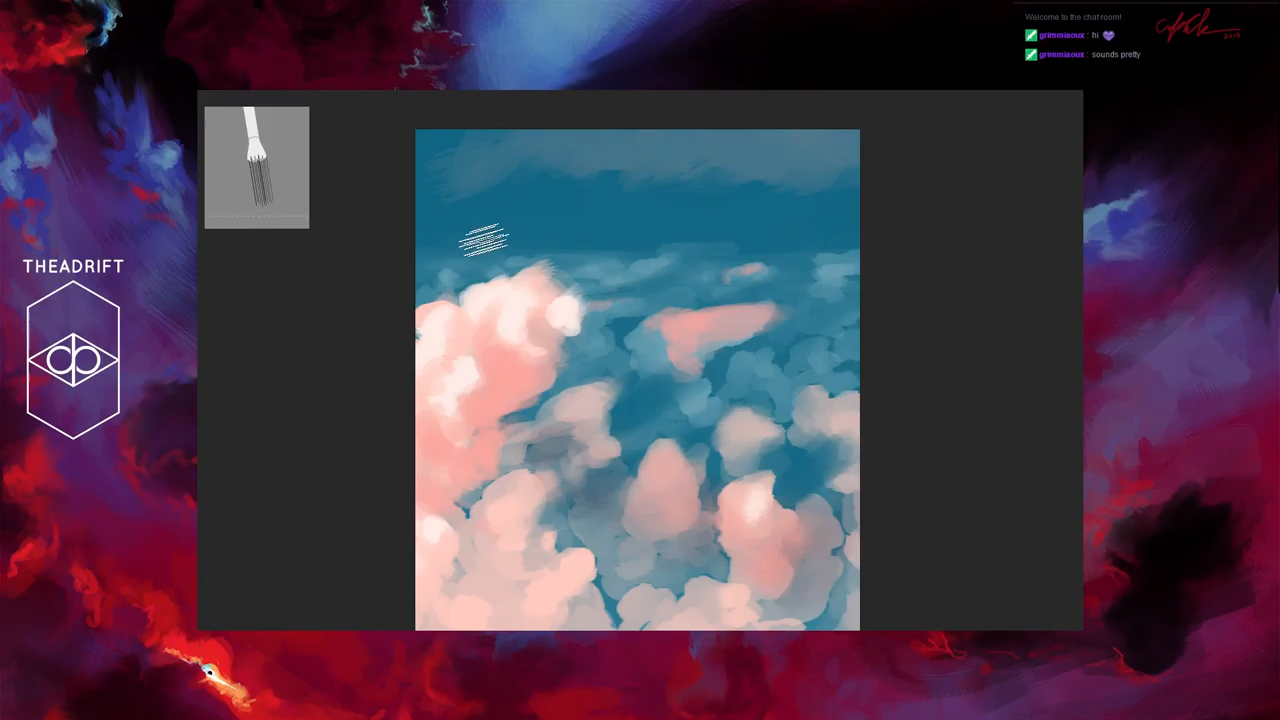 Welcome to the chat room!
grimmiaoux : hi 💜
grimmiaoux : sounds pretty
THEADRIFT